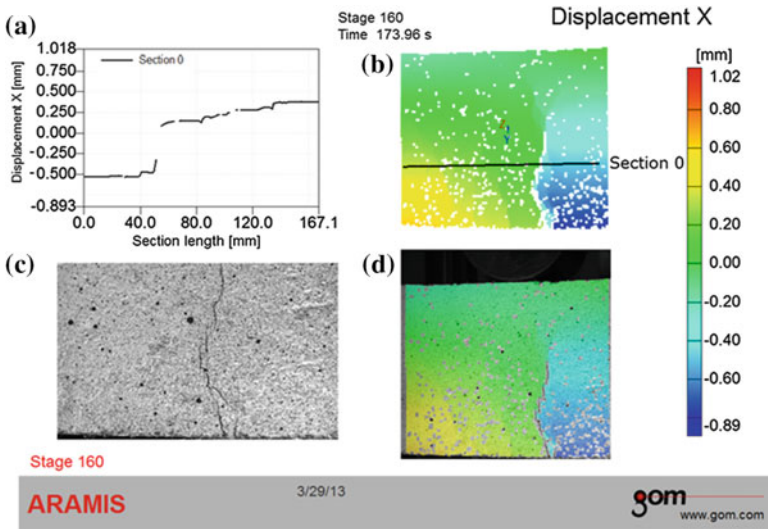 Stage 160
Time 173.96 s
Displacement X
(a)
Displacement X [mm]
1.018
0.750
0.500
0.250
0.000
-0.250
-0.500
-0.893
Section 0
0.0 40.0 80.0 120.0 167.1
Section length [mm]
(b)
Section 0
[mm]
1.02
0.80
0.60
0.40
0.20
0.00
-0.20
-0.40
-0.60
-0.89
(c)
(d)
Stage 160
ARAMIS
3/29/13
gom
www.gom.com